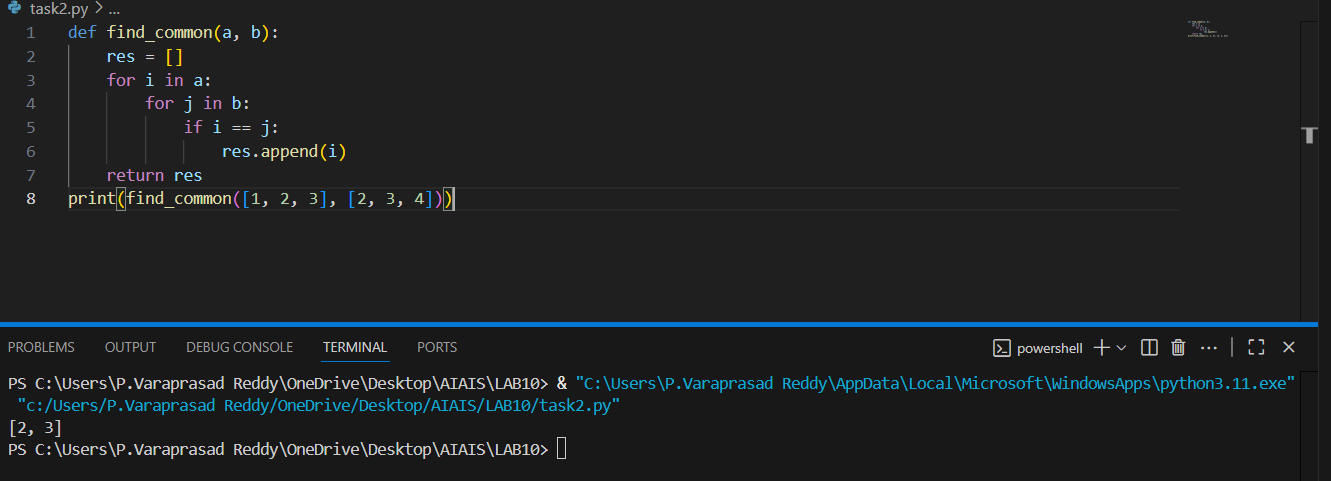 task2.py > ...
1 def find_common(a, b):
2     res = []
3     for i in a:
4         for j in b:
5             if i == j:
6                 res.append(i)
7     return res
8 print(find_common([1, 2, 3], [2, 3, 4]))
PROBLEMS OUTPUT DEBUG CONSOLE TERMINAL PORTS powershell
PS C:\Users\P.Varaprasad Reddy\OneDrive\Desktop\AIAIS\LAB10> & "C:\Users\P.Varaprasad Reddy\AppData\Local\Microsoft\WindowsApps\python3.11.exe"
"c:/Users/P.Varaprasad Reddy/OneDrive/Desktop/AIAIS/LAB10/task2.py"
[2, 3]
PS C:\Users\P.Varaprasad Reddy\OneDrive\Desktop\AIAIS\LAB10>